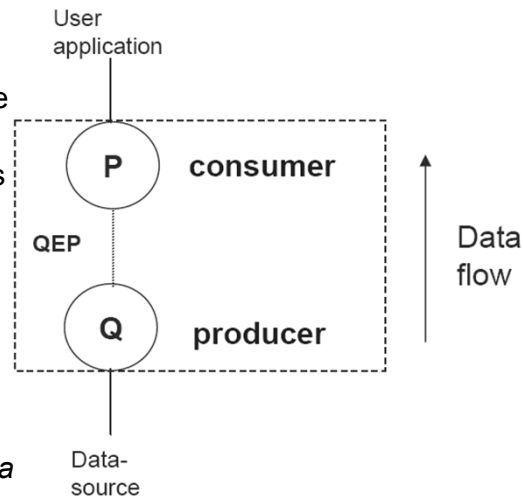 User
application
e
P consumer
s
QEP
Data
flow
Q producer
a
Data-
source